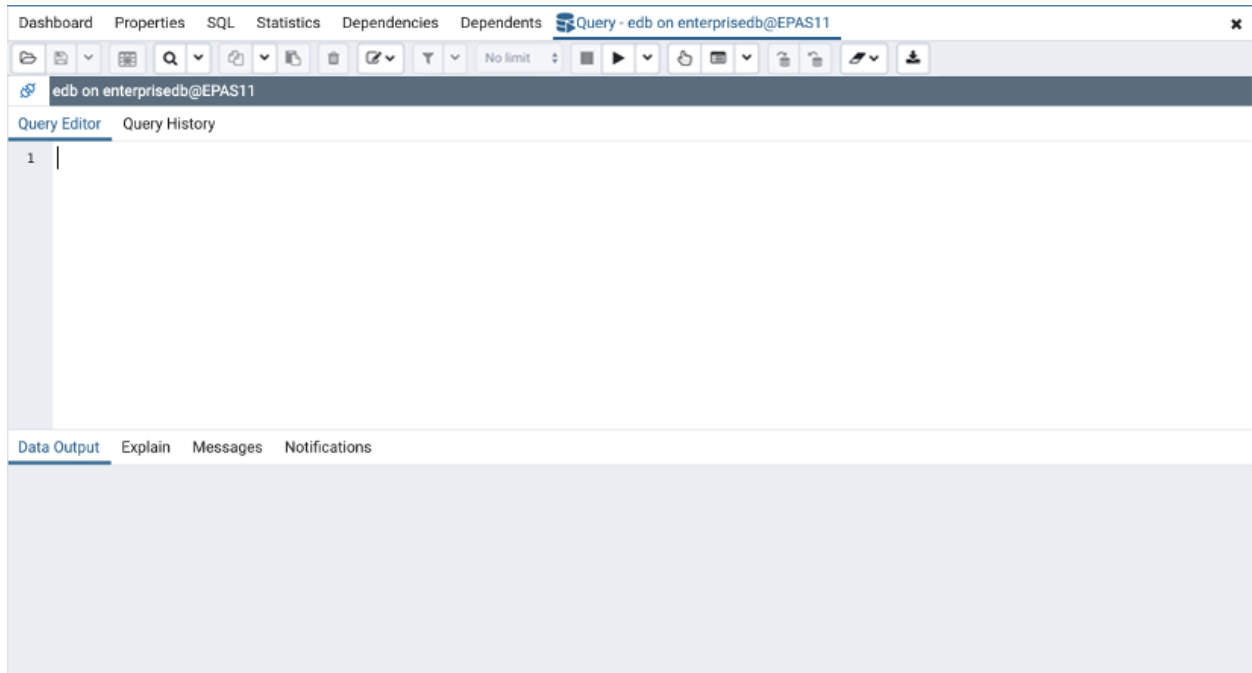 Dashboard Properties SQL Statistics Dependencies Dependents Query - edb on enterprisedb@EPAS11
No limit
edb on enterprisedb@EPAS11
Query Editor Query History
1
Data Output Explain Messages Notifications